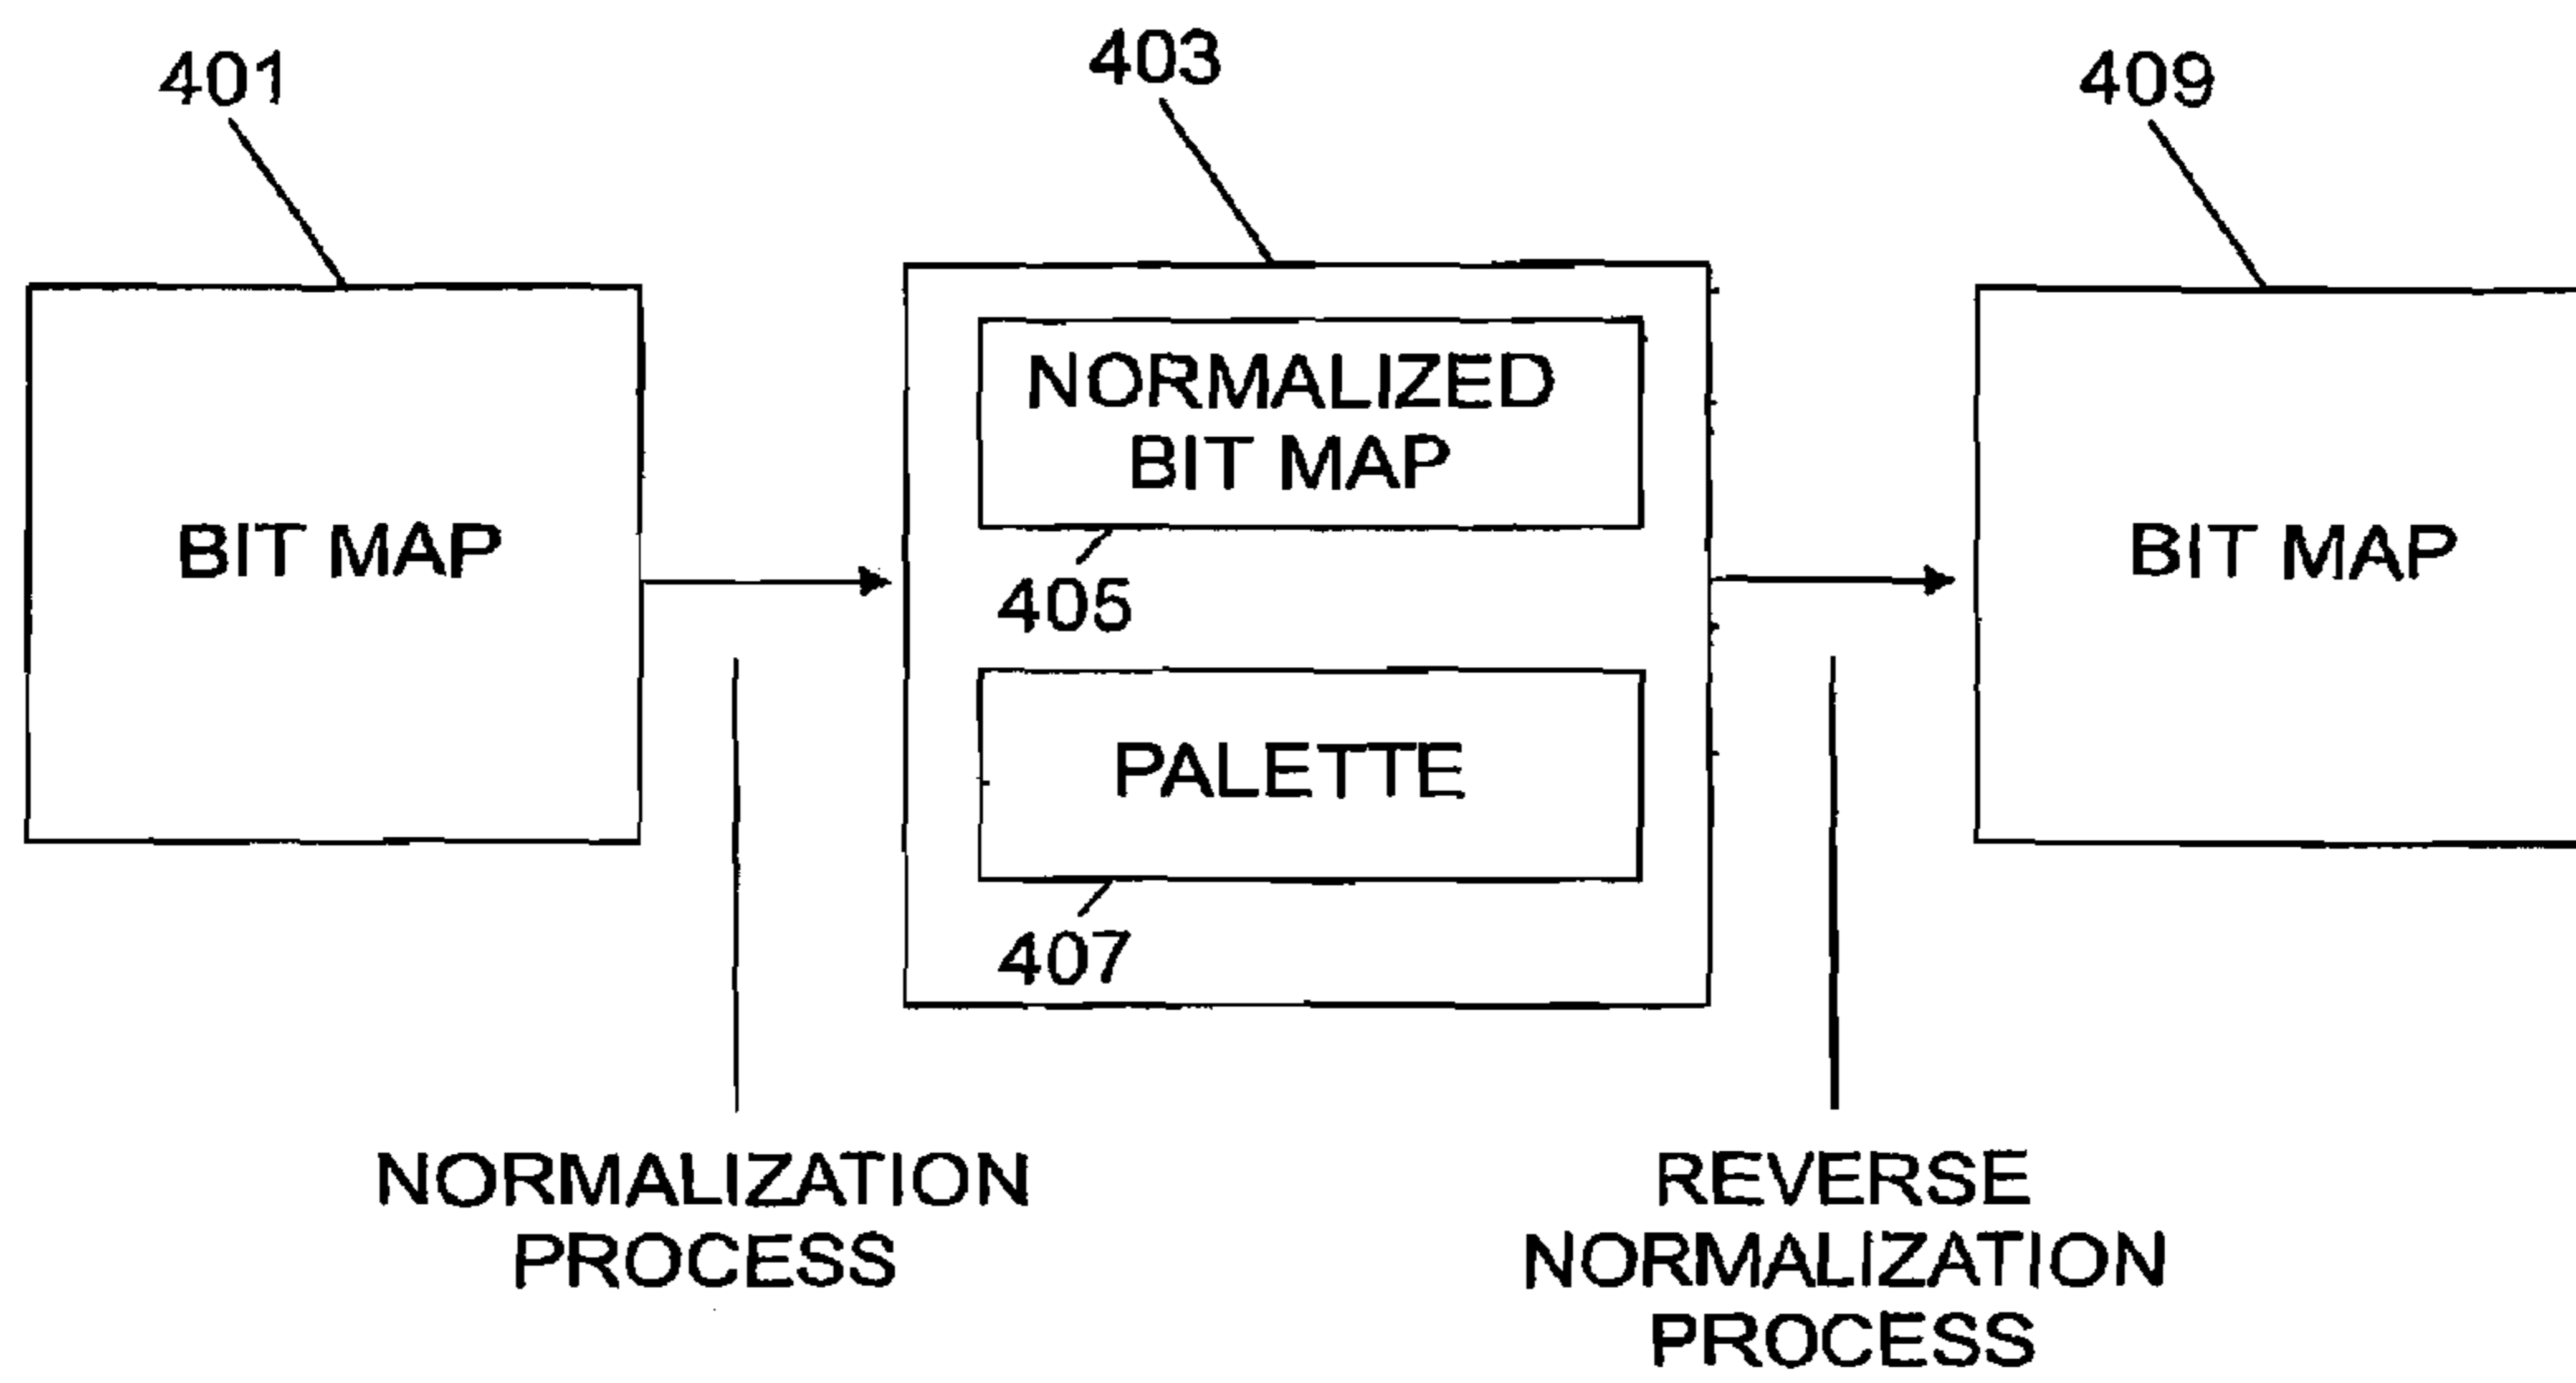 401
403
409
BIT MAP
NORMALIZED
BIT MAP
405
PALETTE
407
BIT MAP
NORMALIZATION
PROCESS
REVERSE
NORMALIZATION
PROCESS